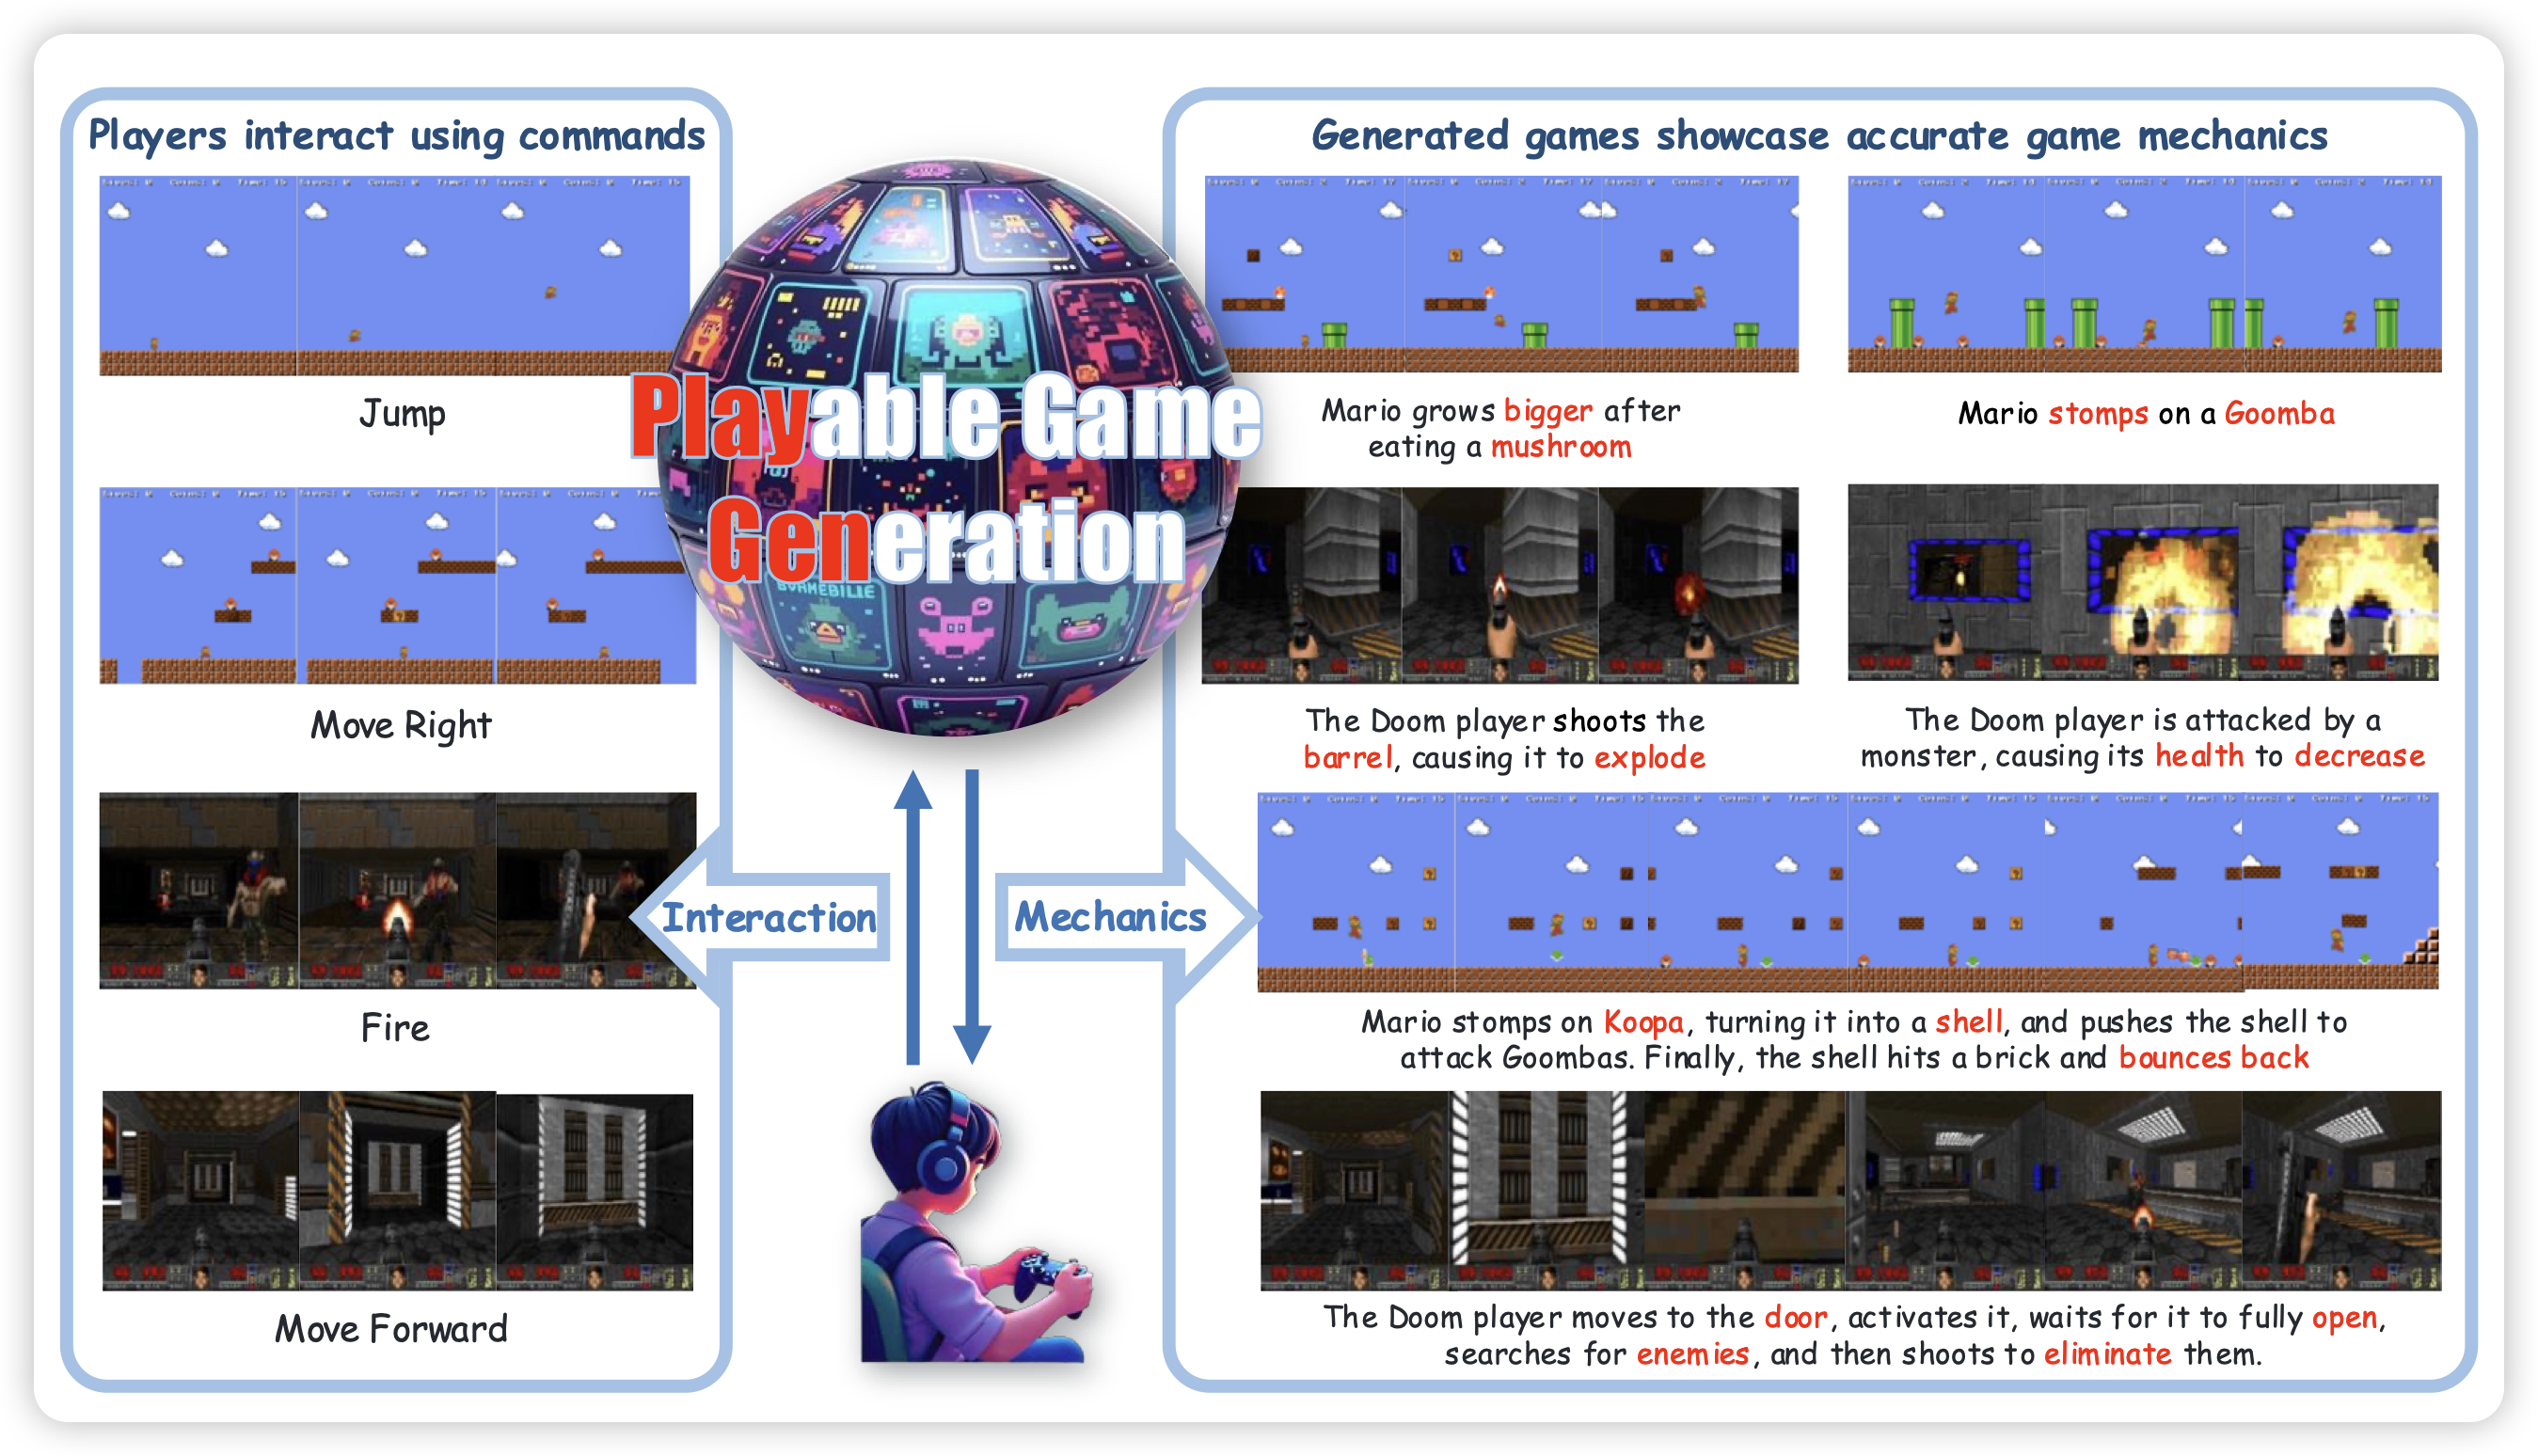 Players interact using commands
Jump
Move Right
Fire
Move Forward
Playable Game
Generation
Interaction
Mechanics
Generated games showcase accurate game mechanics
Mario grows bigger after
eating a mushroom
Mario stomps on a Goomba
The Doom player shoots the
barrel, causing it to explode
The Doom player is attacked by a
monster, causing its health to decrease
Mario stomps on Koopa, turning it into a shell, and pushes the shell to
attack Goombas. Finally, the shell hits a brick and bounces back
The Doom player moves to the door, activates it, waits for it to fully open,
searches for enemies, and then shoots to eliminate them.